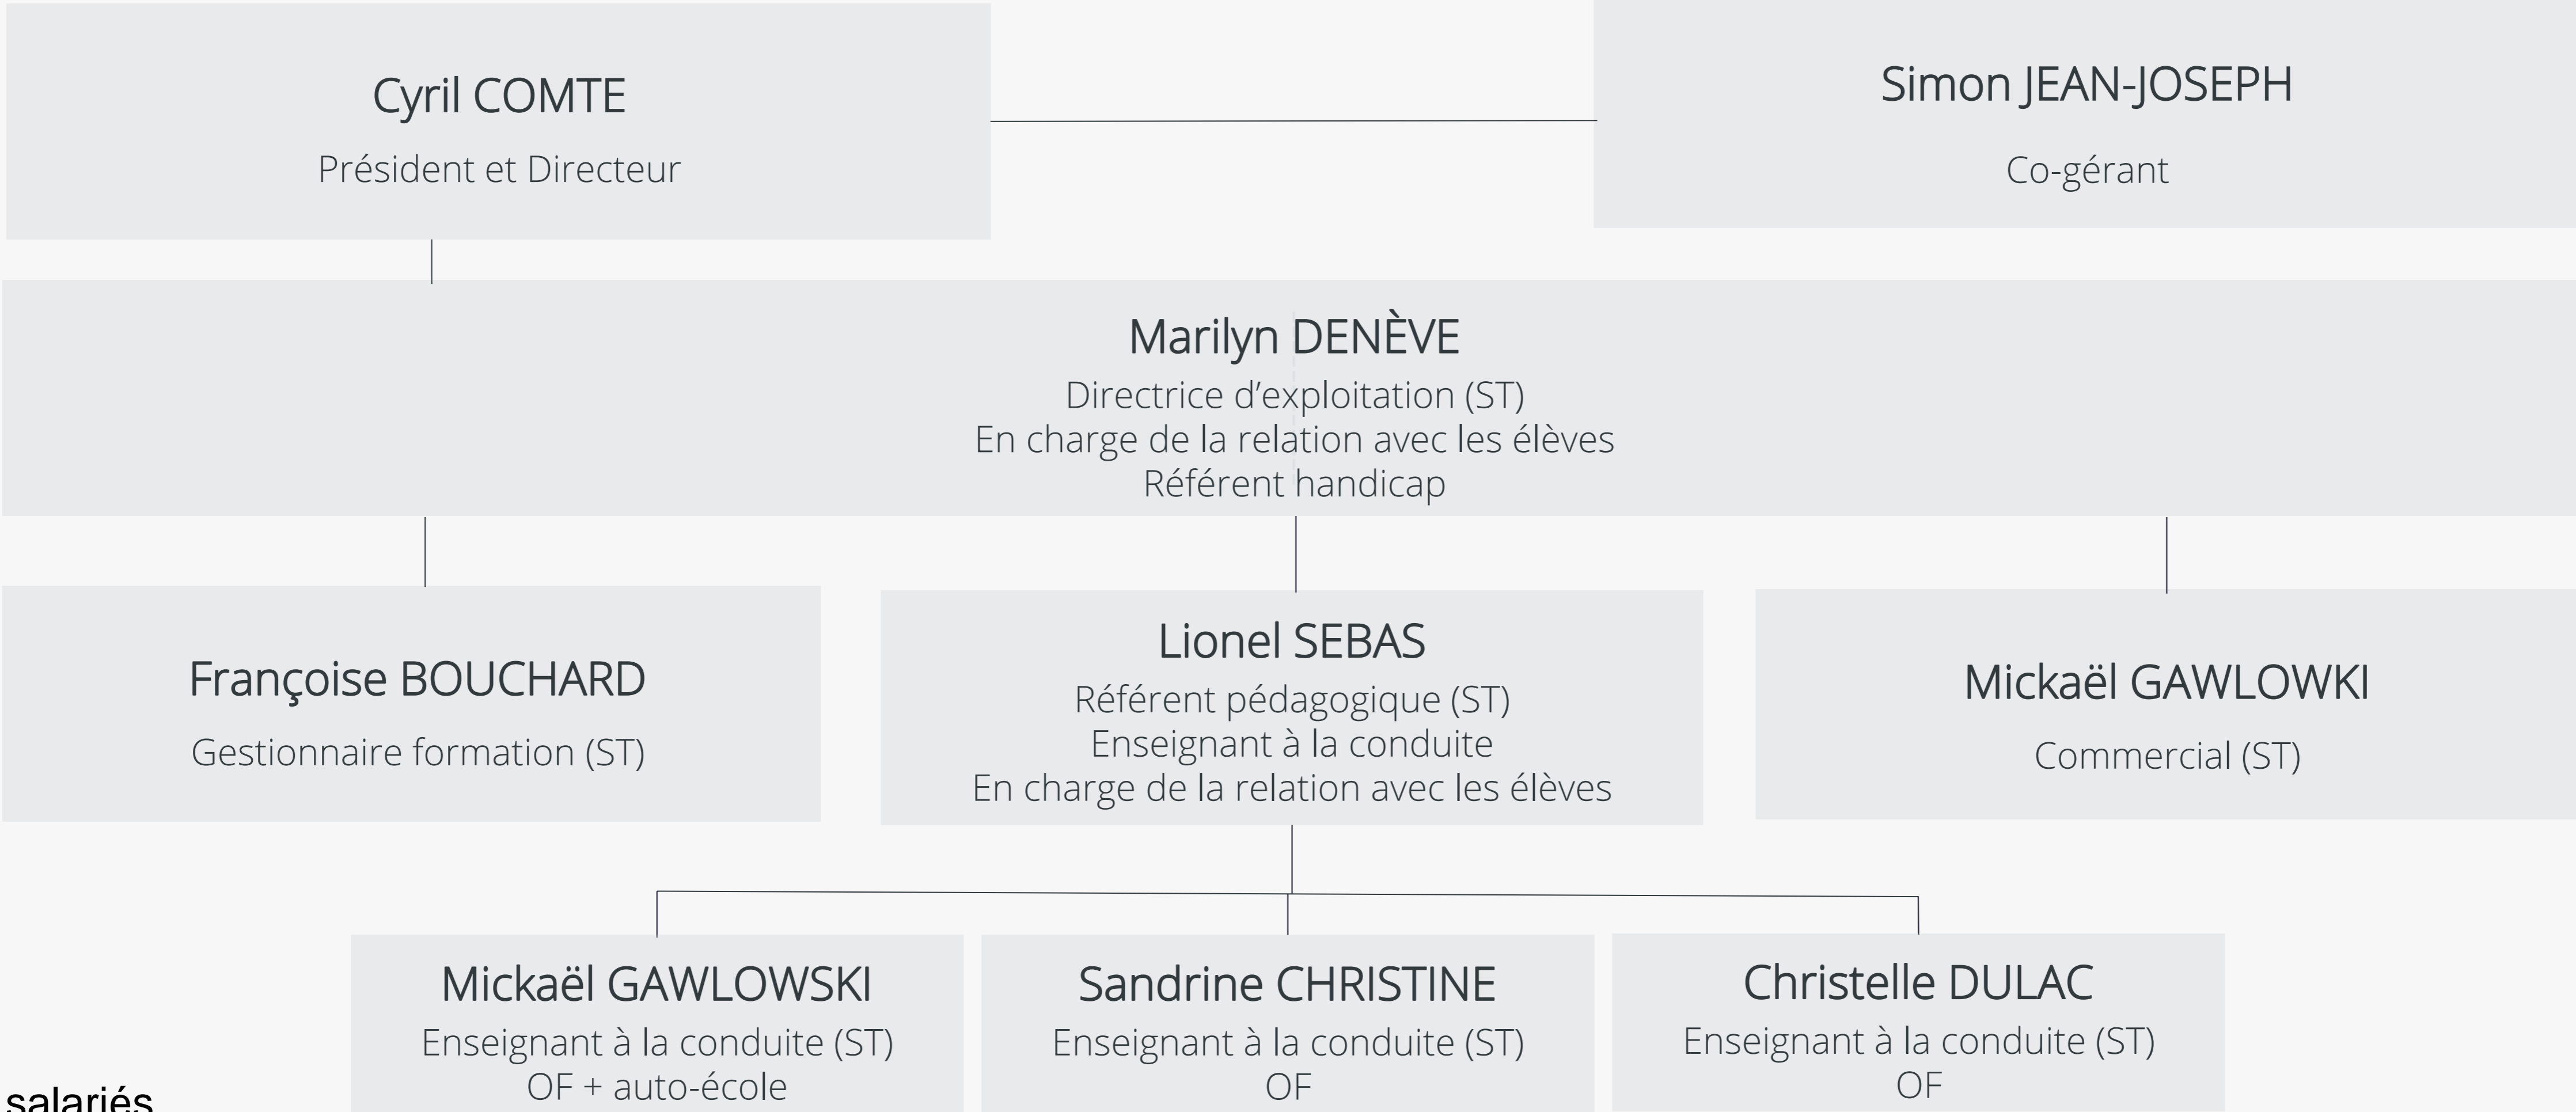 Cyril COMTE
Président et Directeur
Simon JEAN-JOSEPH
Co-gérant
Marilyn DENÈVE
Directrice d’exploitation (ST)
En charge de la relation avec les élèves
Référent handicap
Françoise BOUCHARD
Gestionnaire formation (ST)
Lionel SEBAS
Référent pédagogique (ST)
Enseignant à la conduite
En charge de la relation avec les élèves
Mickaël GAWLOWKI
Commercial (ST)
Mickaël GAWLOWSKI
Enseignant à la conduite (ST)
OF + auto-école
Sandrine CHRISTINE
Enseignant à la conduite (ST)
OF
Christelle DULAC
Enseignant à la conduite (ST)
OF
salariés